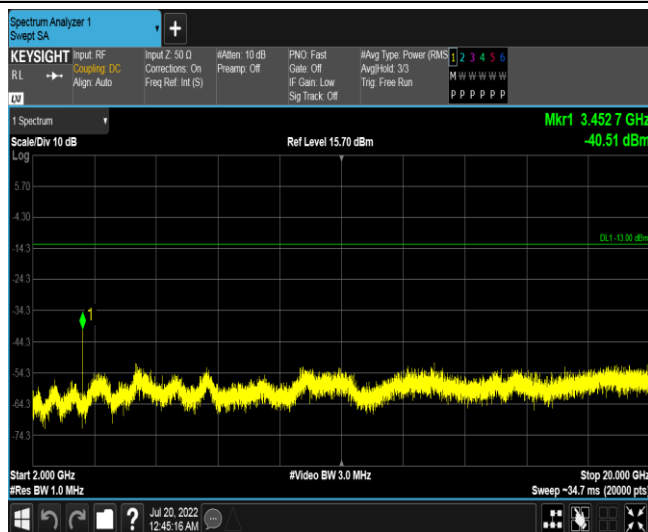 Spectrum Analyzer 1
Swept SA
+
KEYSIGHT
RL
Input: RF
Coupling: DC
Align: Auto
Input Z: 50 Ω
Corrections: On
Freq Ref: Int (S)
#Atten: 10 dB
Preamp: Off
PNO: Fast
Gate: Off
IF Gain: Low
Sig Track: Off
#Avg Type: Power (RMS
Avg|Hold: 3/3
Trig: Free Run
1 2 3 4 5 6
M W W W W W
P P P P P P
LXI
1 Spectrum
Mkr1 3.452 7 GHz
Scale/Div 10 dB
Ref Level 15.70 dBm
-40.51 dBm
Log
5.70
-4.30
DL1 -13.00 dBm
-14.3
-24.3
-34.3
1
-44.3
-54.3
-64.3
-74.3
Start 2.000 GHz
#Video BW 3.0 MHz
Stop 20.000 GHz
#Res BW 1.0 MHz
Sweep ~34.7 ms (20000 pts)
?
Jul 20, 2022
12:45:16 AM